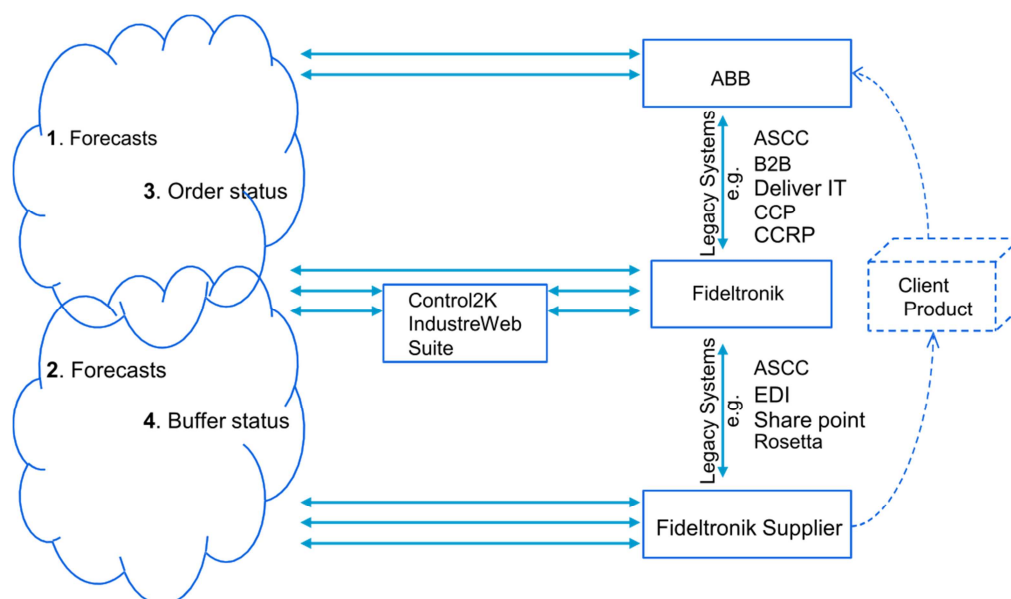 1. Forecasts
3. Order status
2. Forecasts
4. Buffer status
Control2K
IndustreWeb
Suite
ABB
Legacy Systems
e.g.
ASCC
B2B
Deliver IT
CCP
CCRP
Fideltronik
Legacy Systems
e.g.
ASCC
EDI
Share point
Rosetta
Fideltronik Supplier
Client
Product